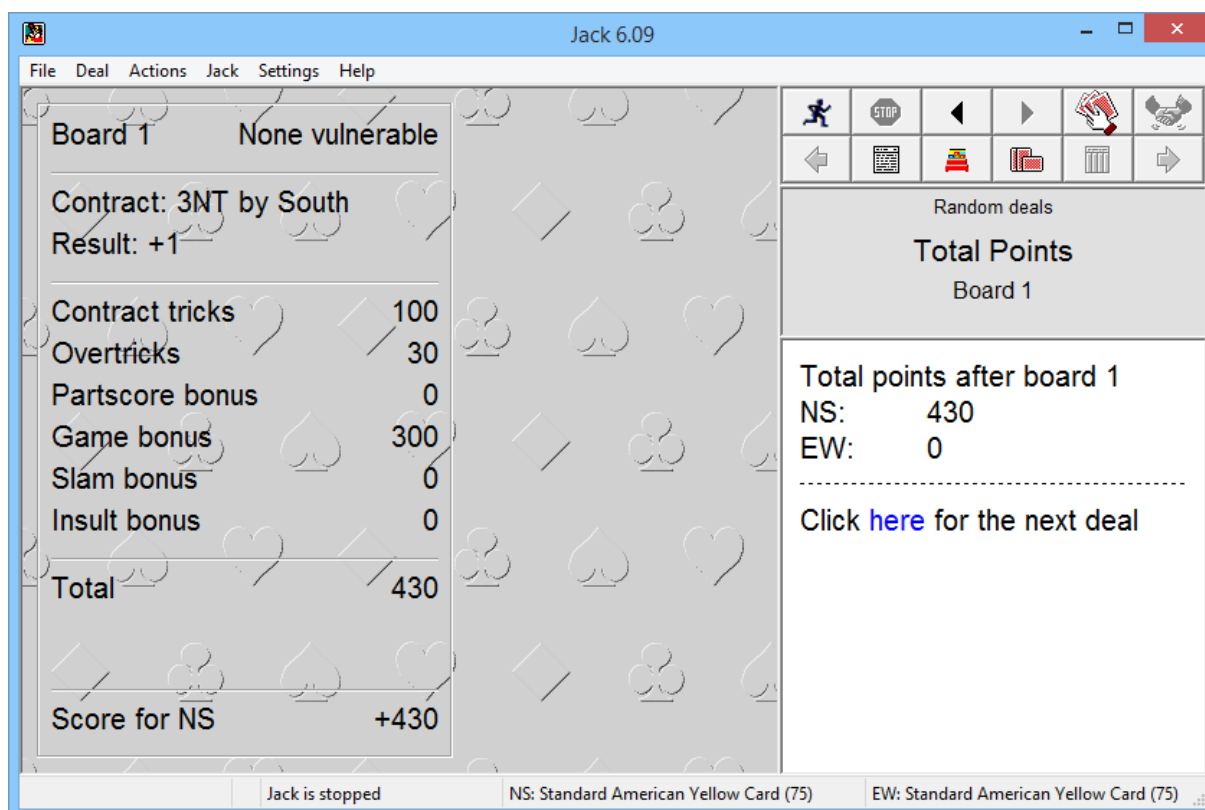 Jack 6.09
File Deal Actions Jack Settings Help
Board 1 None vulnerable
Contract: 3NT by South
Result: +1
Contract tricks 100
Overtricks 30
Partscore bonus 0
Game bonus 300
Slam bonus 0
Insult bonus 0
Total 430
Score for NS +430
STOP
Random deals
Total Points
Board 1
Total points after board 1
NS: 430
EW: 0
Click here for the next deal
Jack is stopped NS: Standard American Yellow Card (75) EW: Standard American Yellow Card (75)